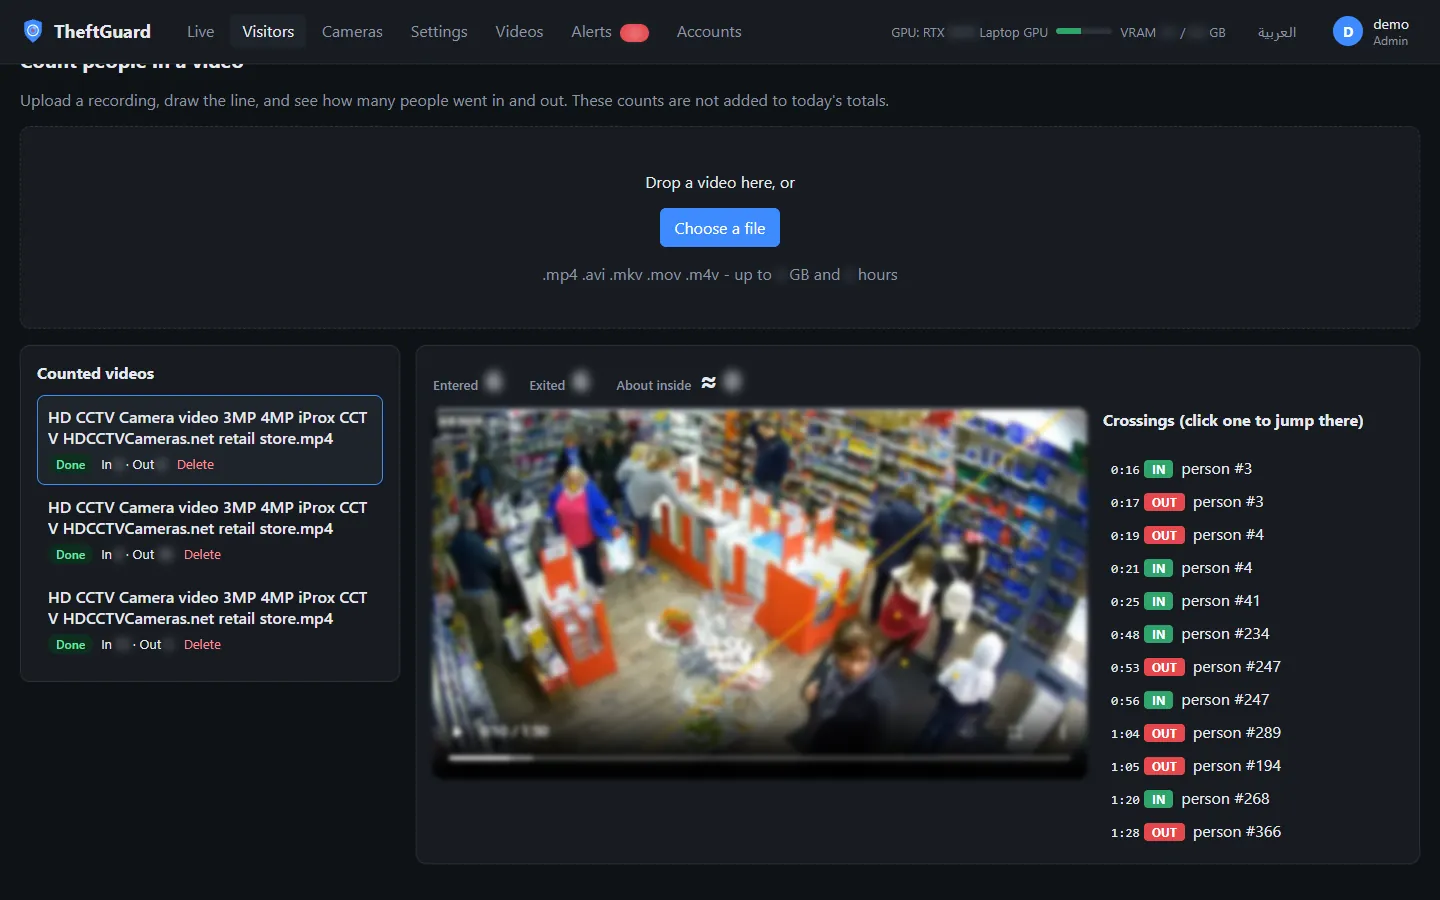 TheftGuard
Live
Visitors
Cameras
Settings
Videos
Alerts
Accounts
GPU: RTX Laptop GPU
VRAM / GB
العربية
D
demo
Admin
Count people in a video
Upload a recording, draw the line, and see how many people went in and out. These counts are not added to today's totals.
Drop a video here, or
Choose a file
.mp4 .avi .mkv .mov .m4v - up to GB and hours
Counted videos
HD CCTV Camera video 3MP 4MP iProx CCT
V HDCCTVCameras.net retail store.mp4
Done In · Out Delete
HD CCTV Camera video 3MP 4MP iProx CCT
V HDCCTVCameras.net retail store.mp4
Done In · Out Delete
HD CCTV Camera video 3MP 4MP iProx CCT
V HDCCTVCameras.net retail store.mp4
Done In · Out Delete
Entered
Exited
About inside ≈
Crossings (click one to jump there)
0:16 IN person #3
0:17 OUT person #3
0:19 OUT person #4
0:21 IN person #4
0:25 IN person #41
0:48 IN person #234
0:53 OUT person #247
0:56 IN person #247
1:04 OUT person #289
1:05 OUT person #194
1:20 IN person #268
1:28 OUT person #366